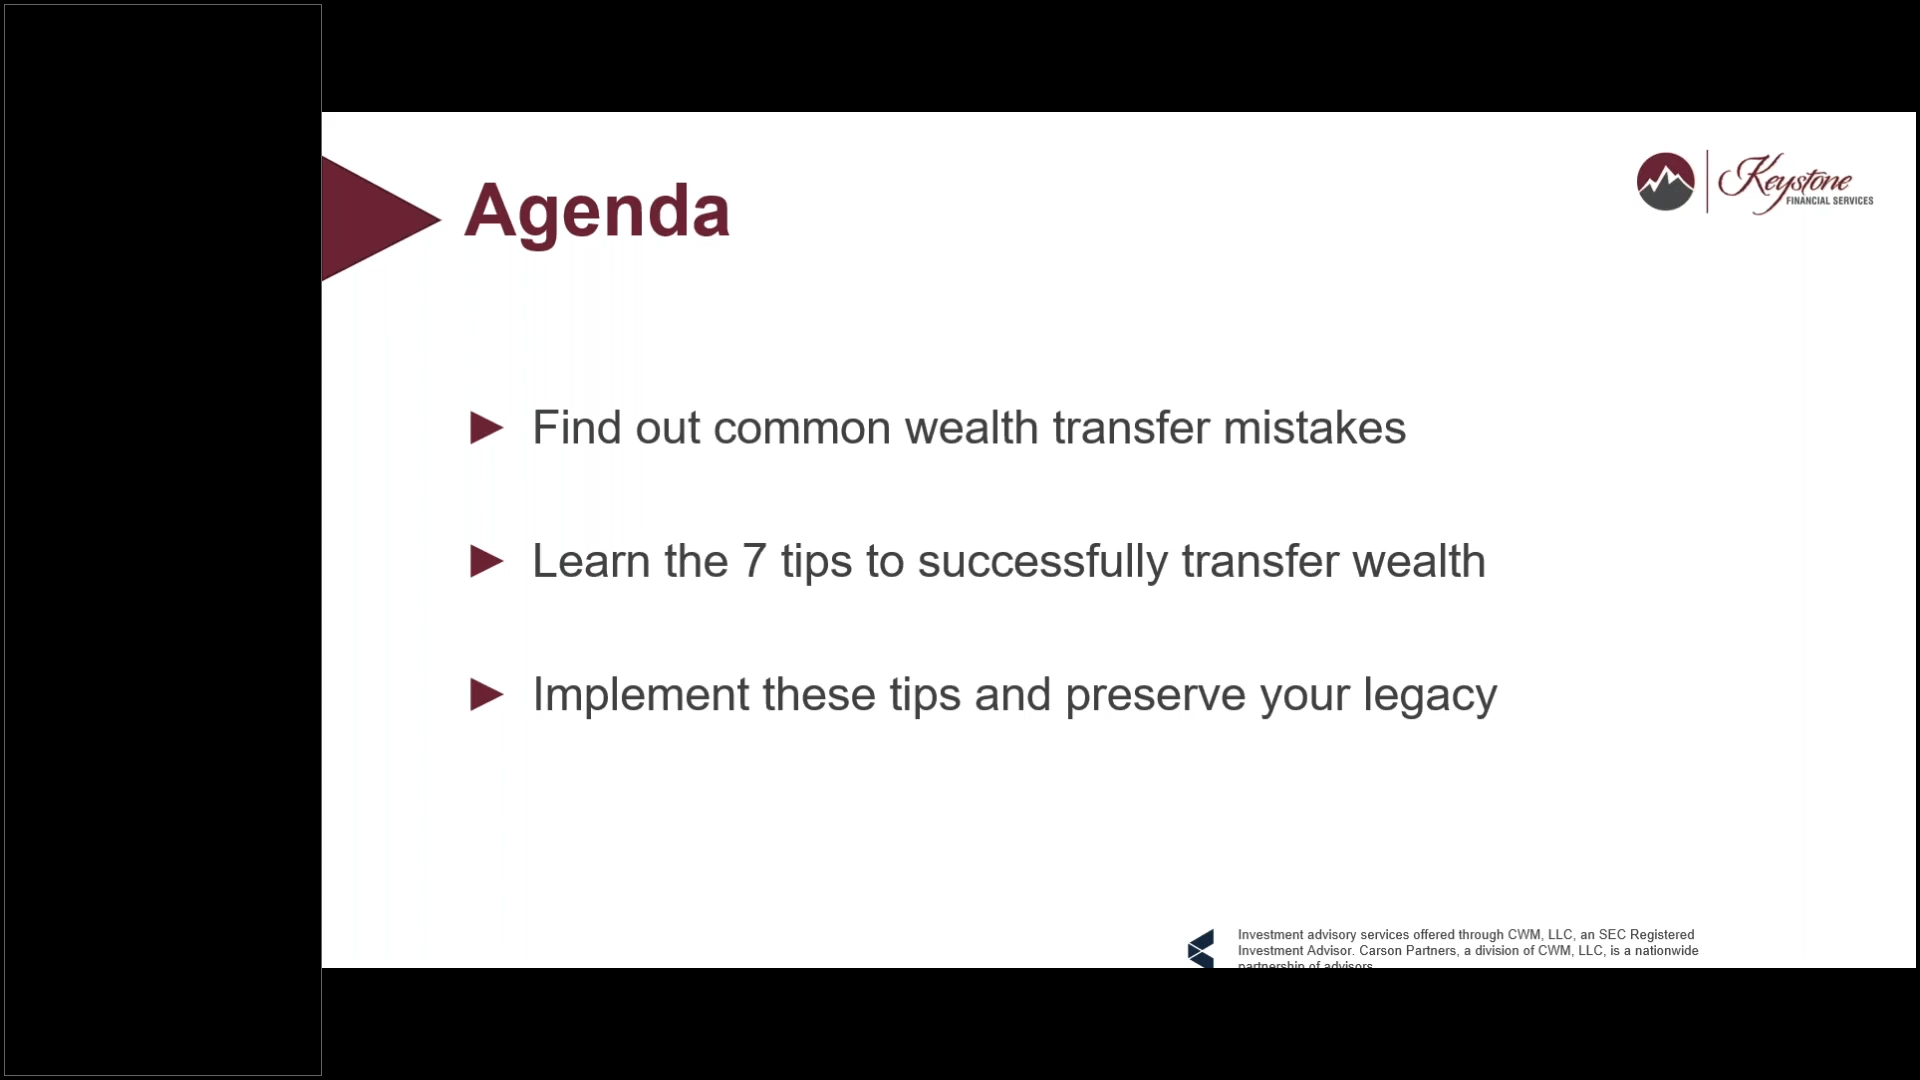 Agenda
Keystone
FINANCIAL SERVICES
Find out common wealth transfer mistakes
Learn the 7 tips to successfully transfer wealth
Implement these tips and preserve your legacy
Investment advisory services offered through CWM, LLC, an SEC Registered
Investment Advisor. Carson Partners, a division of CWM, LLC, is a nationwide
partnership of advisors.